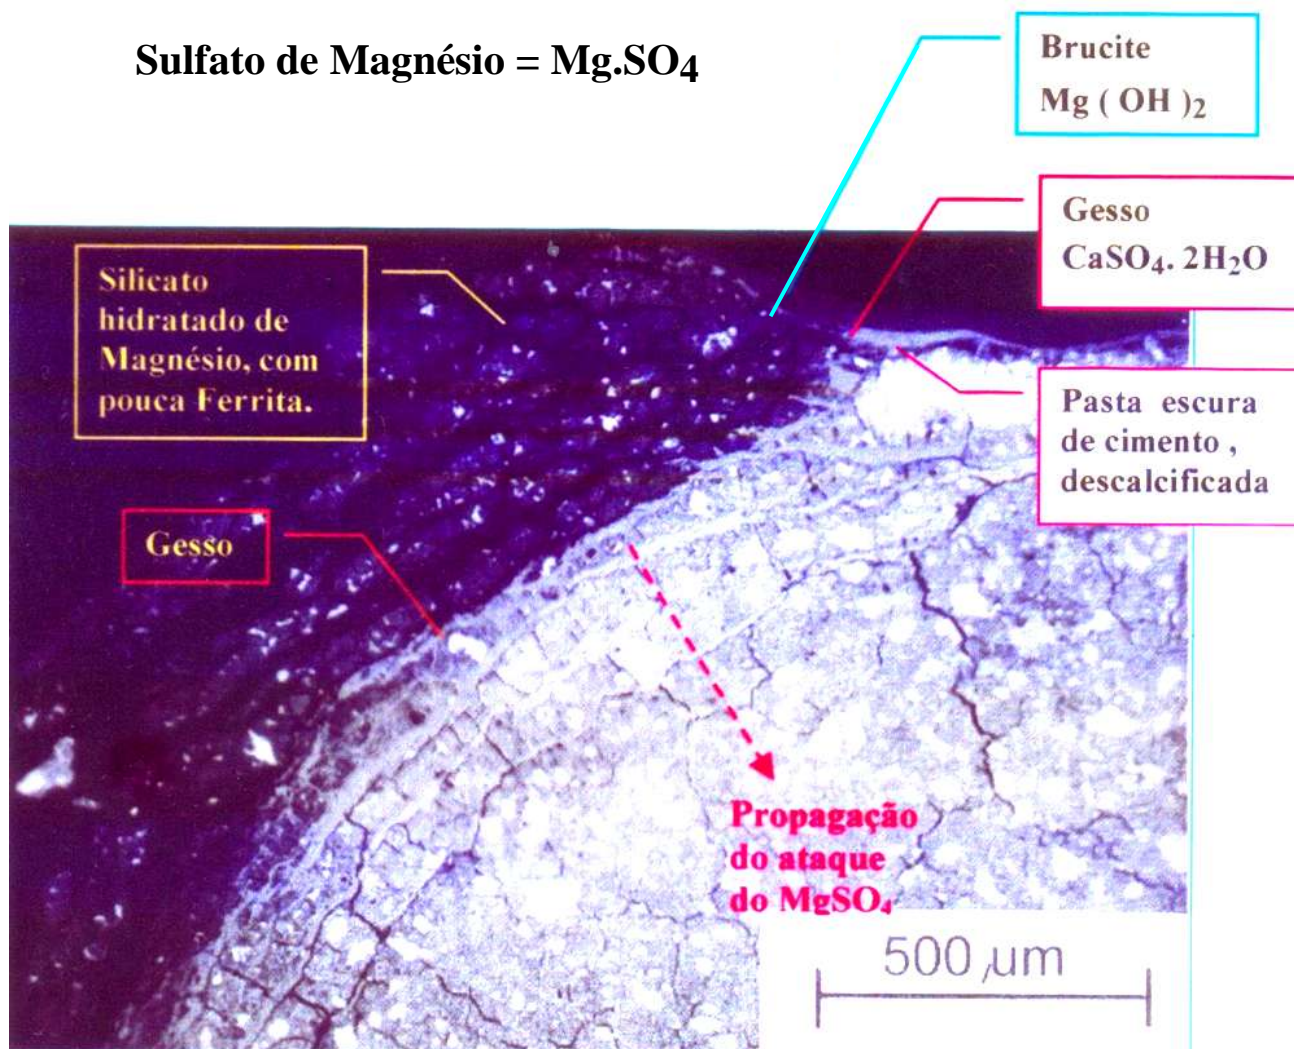 Sulfato de Magnésio = Mg.SO4
Brucite
Mg ( OH )2
Gesso
CaSO4. 2H2O
Silicato
hidratado de
Magnésio, com
pouca Ferrita.
Pasta escura
de cimento ,
descalcificada
Gesso
Propagação
do ataque
do MgSO4
500 µm